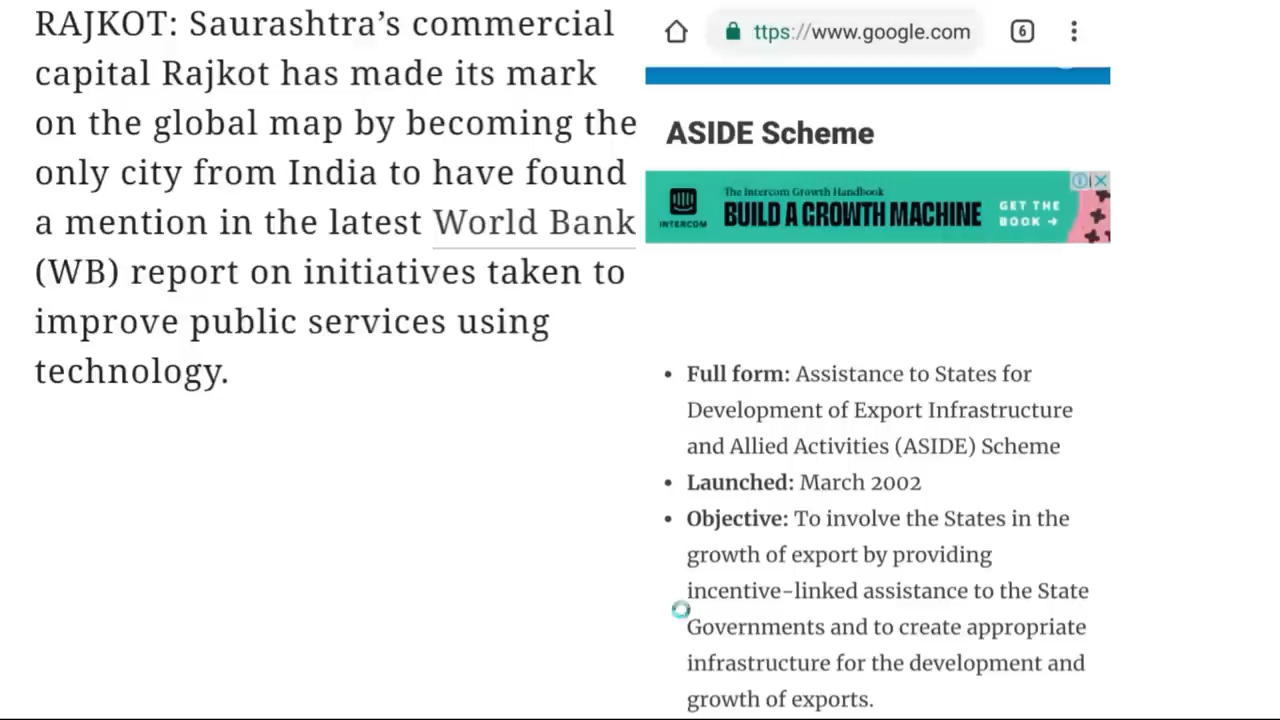 RAJKOT: Saurashtra’s commercial
capital Rajkot has made its mark
on the global map by becoming the
only city from India to have found
a mention in the latest World Bank
(WB) report on initiatives taken to
improve public services using
technology.
ttps://www.google.com
6
ASIDE Scheme
INTERCOM
The Intercom Growth Handbook
BUILD A GROWTH MACHINE
GET THE
BOOK →
• Full form: Assistance to States for
Development of Export Infrastructure
and Allied Activities (ASIDE) Scheme
• Launched: March 2002
• Objective: To involve the States in the
growth of export by providing
incentive-linked assistance to the State
Governments and to create appropriate
infrastructure for the development and
growth of exports.